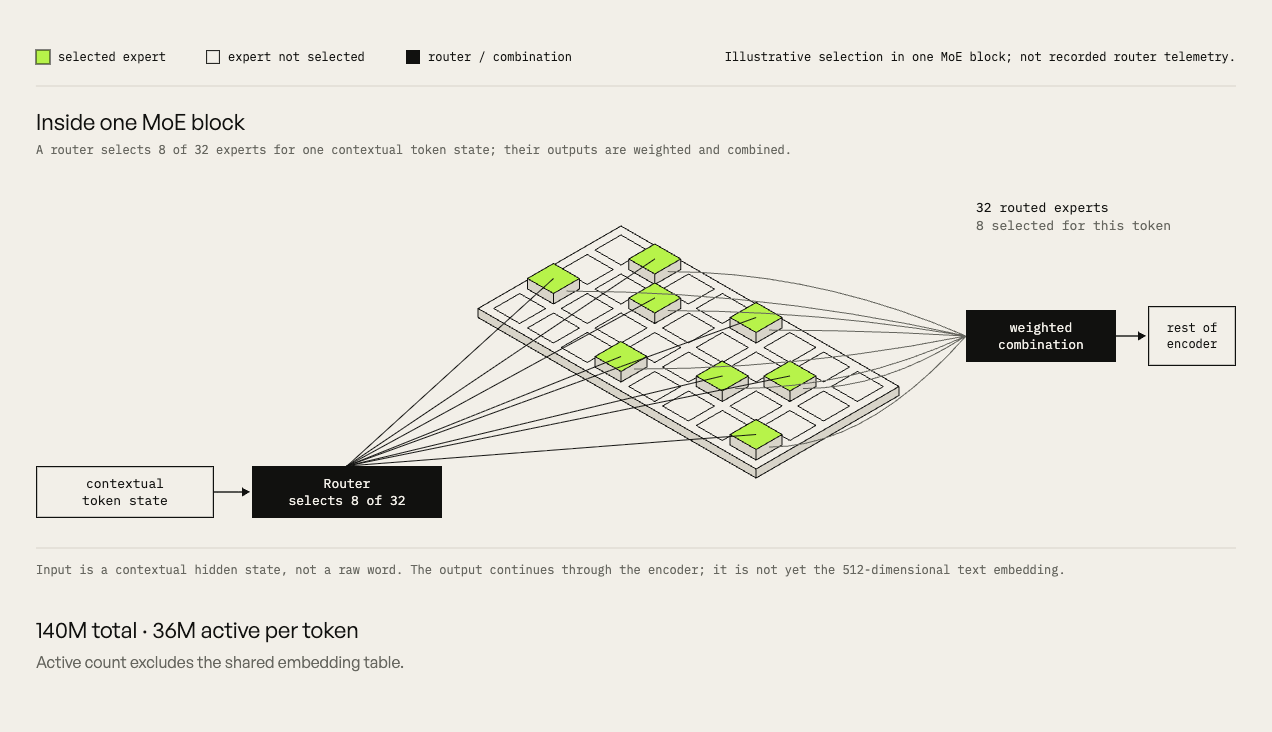 selected expert
expert not selected
router / combination
Illustrative selection in one MoE block; not recorded router telemetry.
Inside one MoE block
A router selects 8 of 32 experts for one contextual token state; their outputs are weighted and combined.
32 routed experts
8 selected for this token
weighted
combination
rest of
encoder
contextual
token state
Router
selects 8 of 32
Input is a contextual hidden state, not a raw word. The output continues through the encoder; it is not yet the 512-dimensional text embedding.
140M total · 36M active per token
Active count excludes the shared embedding table.